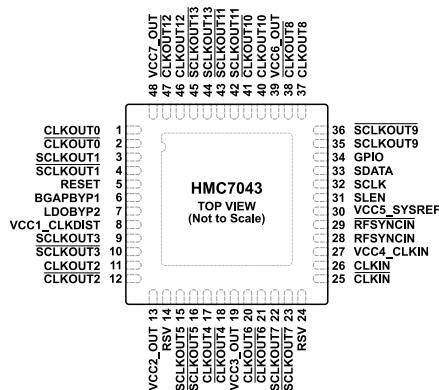 48 VCC7_OUT
47 CLKOUT12
46 CLKOUT12
45 SCLKOUT13
44 SCLKOUT13
43 SCLKOUT11
42 SCLKOUT11
41 CLKOUT10
40 CLKOUT10
39 VCC6_OUT
38 CLKOUT8
37 CLKOUT8
CLKOUT0 1
CLKOUT0 2
SCLKOUT1 3
SCLKOUT1 4
RESET 5
BGAPBYP1 6
LDOBYP2 7
VCC1_CLKDIST 8
SCLKOUT3 9
SCLKOUT3 10
CLKOUT2 11
CLKOUT2 12
HMC7043
TOP VIEW
(Not to Scale)
36 SCLKOUT9
35 SCLKOUT9
34 GPIO
33 SDATA
32 SCLK
31 SLEN
30 VCC5_SYSREF
29 RFSYNCIN
28 RFSYNCIN
27 VCC4_CLKIN
26 CLKIN
25 CLKIN
VCC2_OUT 13
RSV 14
SCLKOUT5 15
SCLKOUT5 16
CLKOUT4 17
CLKOUT4 18
VCC3_OUT 19
CLKOUT6 20
CLKOUT6 21
SCLKOUT7 22
SCLKOUT7 23
RSV 24